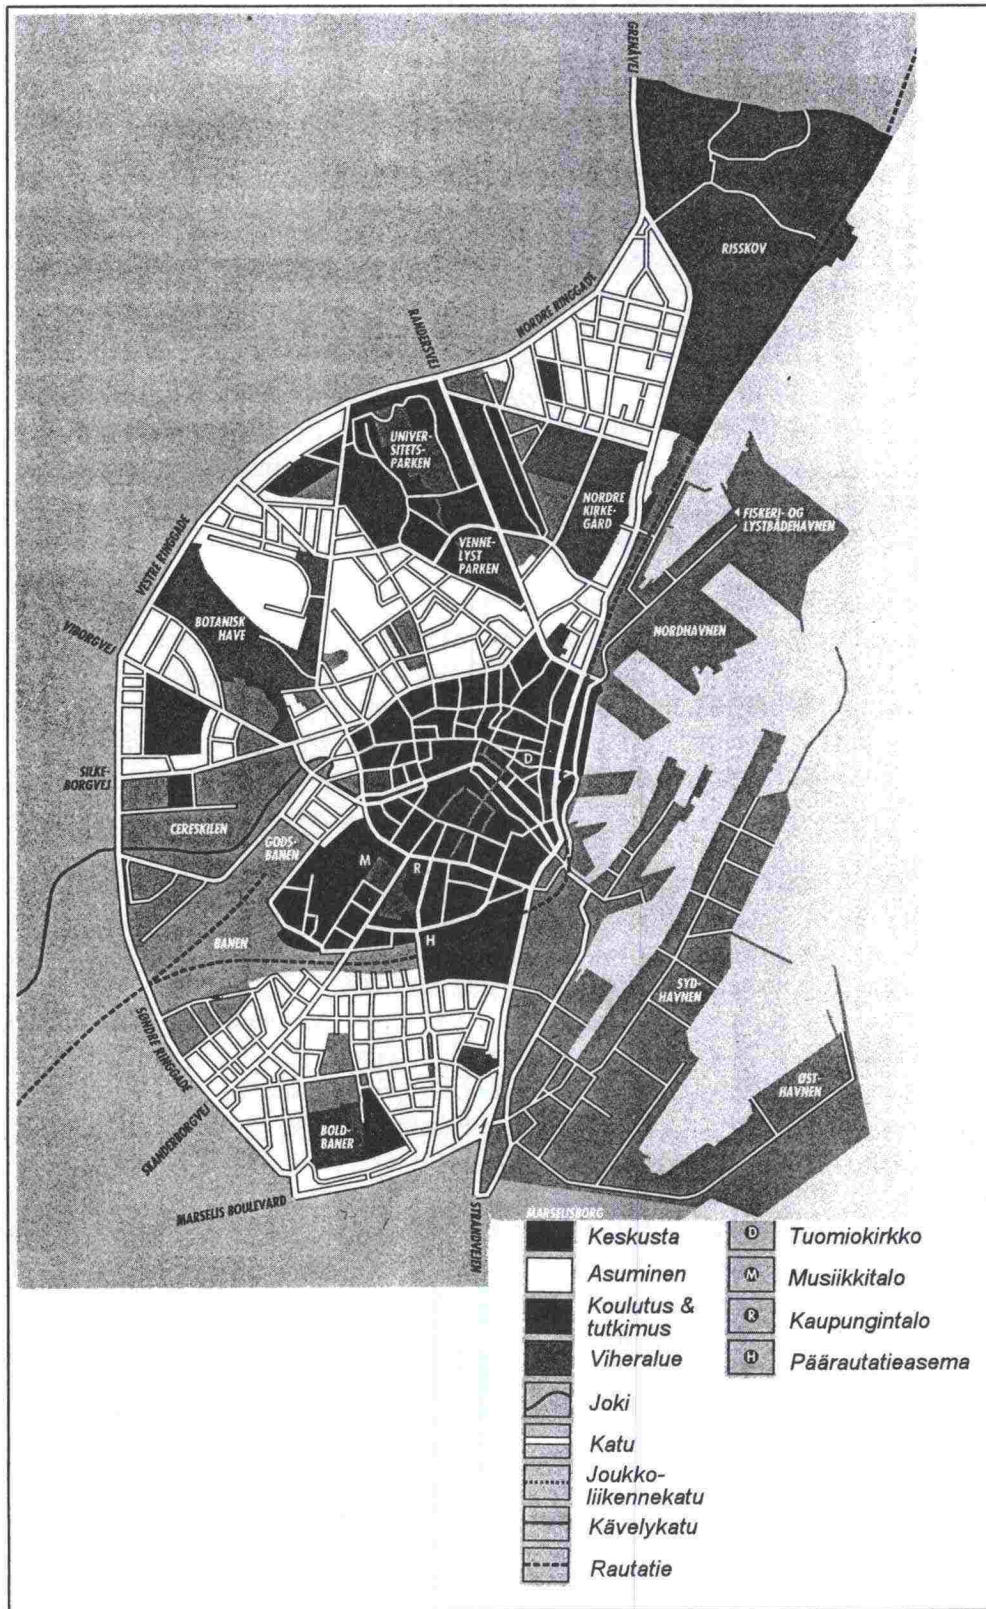 GRENÅVEJ
RISSKOV
NORDRE RINGGADE
RANDERSVEJ
UNIVER-
SITETS-
PARKEN
NORDRE
KIRKE-
GÅRD
FISKERI- OG
LYSTBÅDEHAVNEN
VENNE-
LYST
PARKEN
VESTRE RINGGADE
VIBORGVEJ
BOTANISK
HAVE
NORDHAVNEN
D
SILKE-
BORGVEJ
CERESKILEN
GODS-
BANEN
M
R
BANEN
H
SYD-
HAVNEN
SØNDRE RINGGADE
ØST-
HAVNEN
SKANDERBORGVEJ
BOLD-
BANER
MARSELIS BOULEVARD
STRANDVEJEN
MARSELISBORG
Keskusta
Asuminen
Koulutus &
tutkimus
Viheralue
Joki
Katu
Joukko-
liikennekatu
Kävelykatu
Rautatie
D Tuomiokirkko
M Musiikkitalo
R Kaupungintalo
H Päärautatieasema